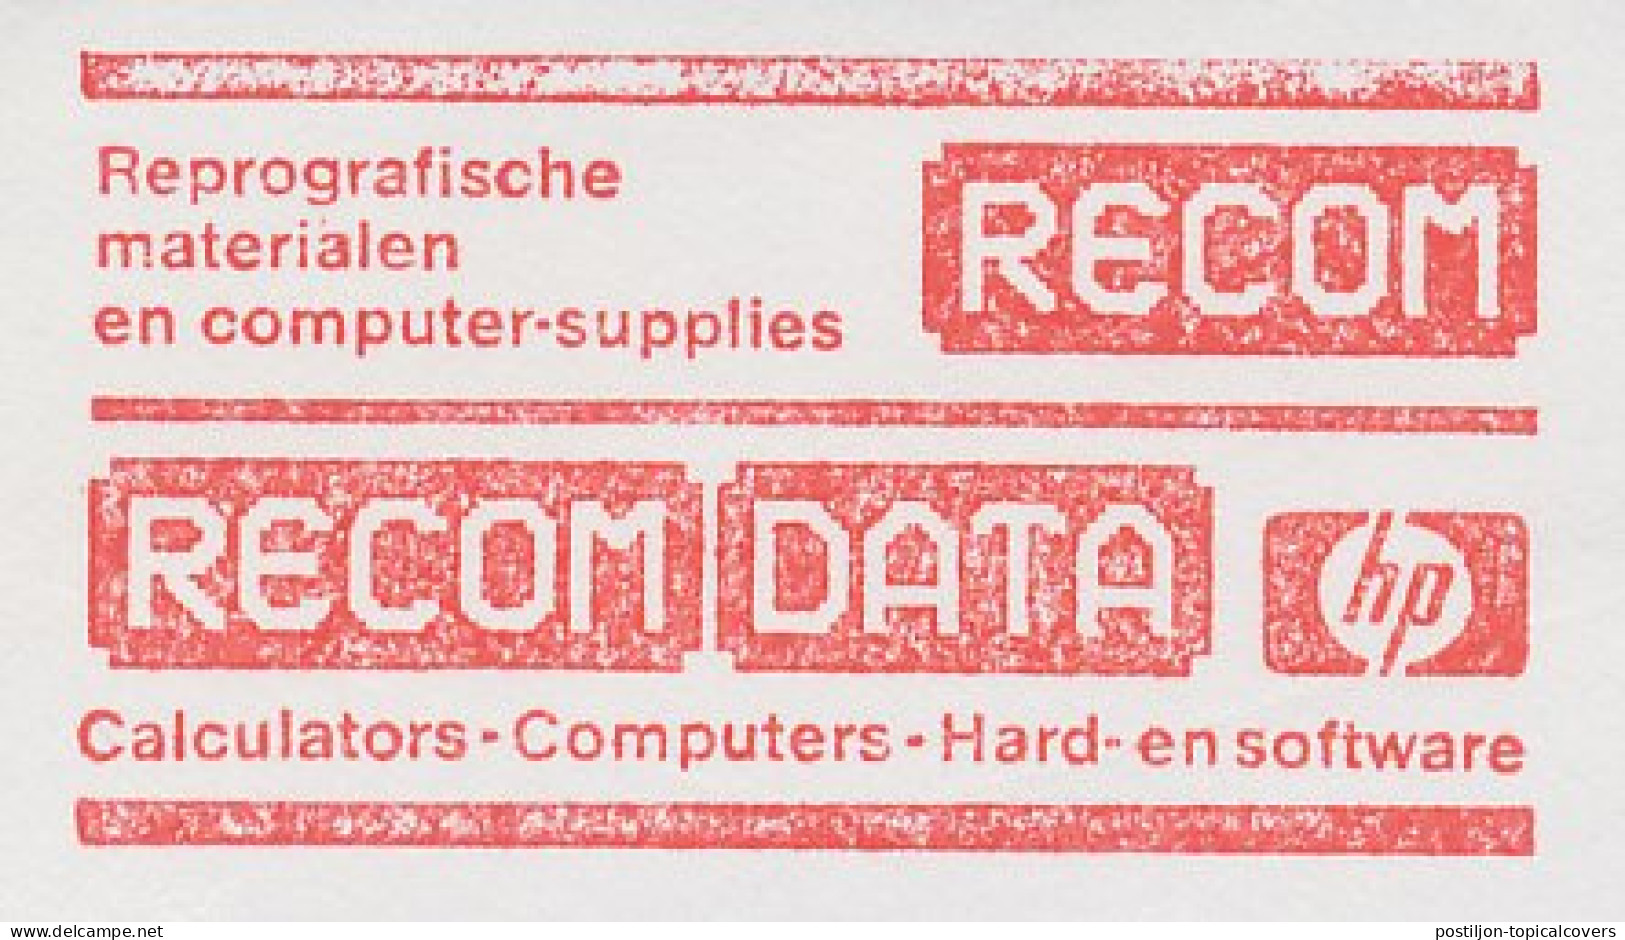 Reprografische
materialen
en computer-supplies
RECOM
RECOM DATA
hp
Calculators - Computers - Hard- en software
www.delcampe.net
postiljon-topicalcovers